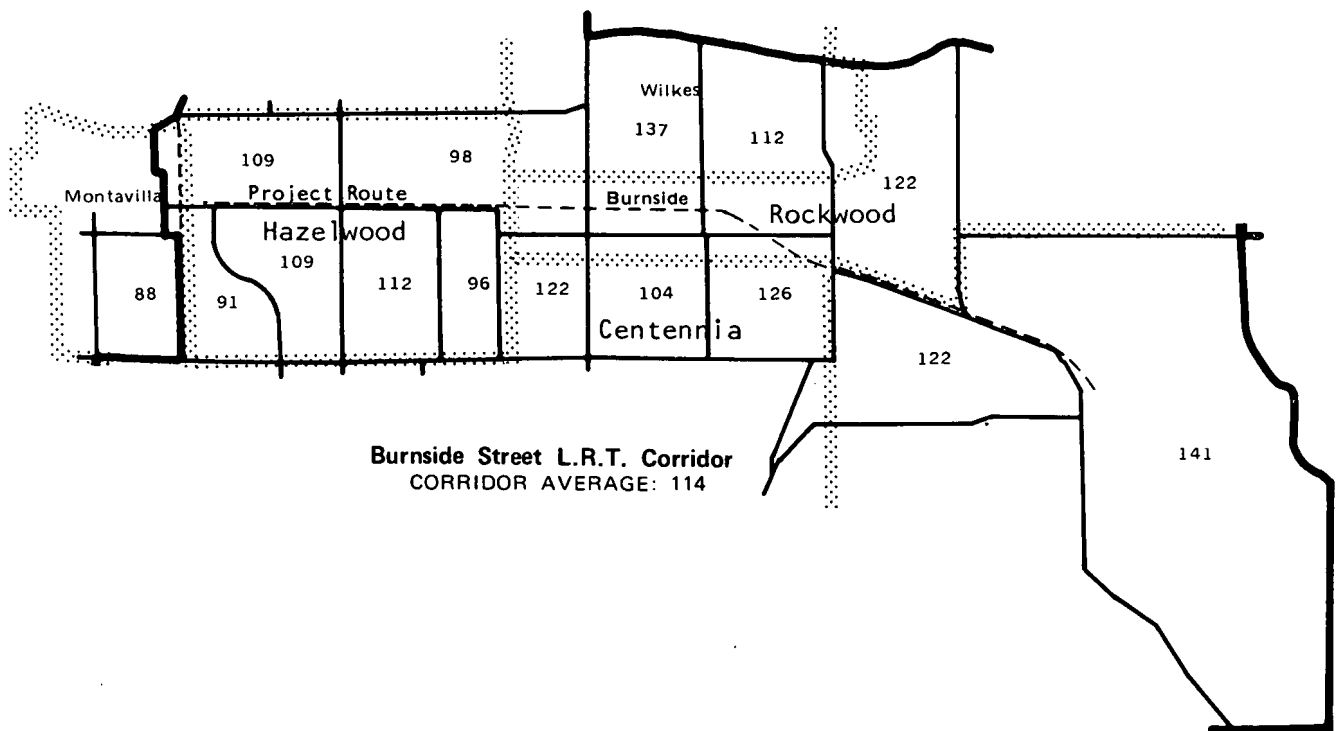 Wilkes
137
112
109
98
122
Montavilla
Project Route
Burnside
Rockwood
Hazelwood
109
88
91
112
96
122
104
126
Centennia
122
Burnside Street L.R.T. Corridor
CORRIDOR AVERAGE: 114
141